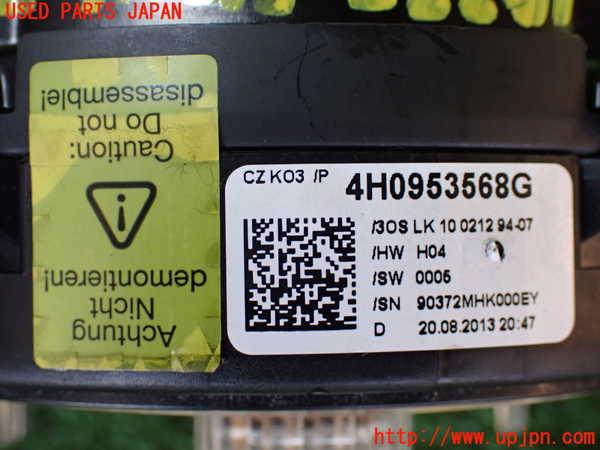 USED PARTS JAPAN
Achtung
Nicht
demontieren!
Caution:
Do not
disassemble!
CZ K03 /P 4H0953568G
/3OS LK 10 0212 94-07
/HW H04
/SW 0005
/SN 90372MHK000EY
D 20.08.2013 20:47
http://www.upjpn.com/